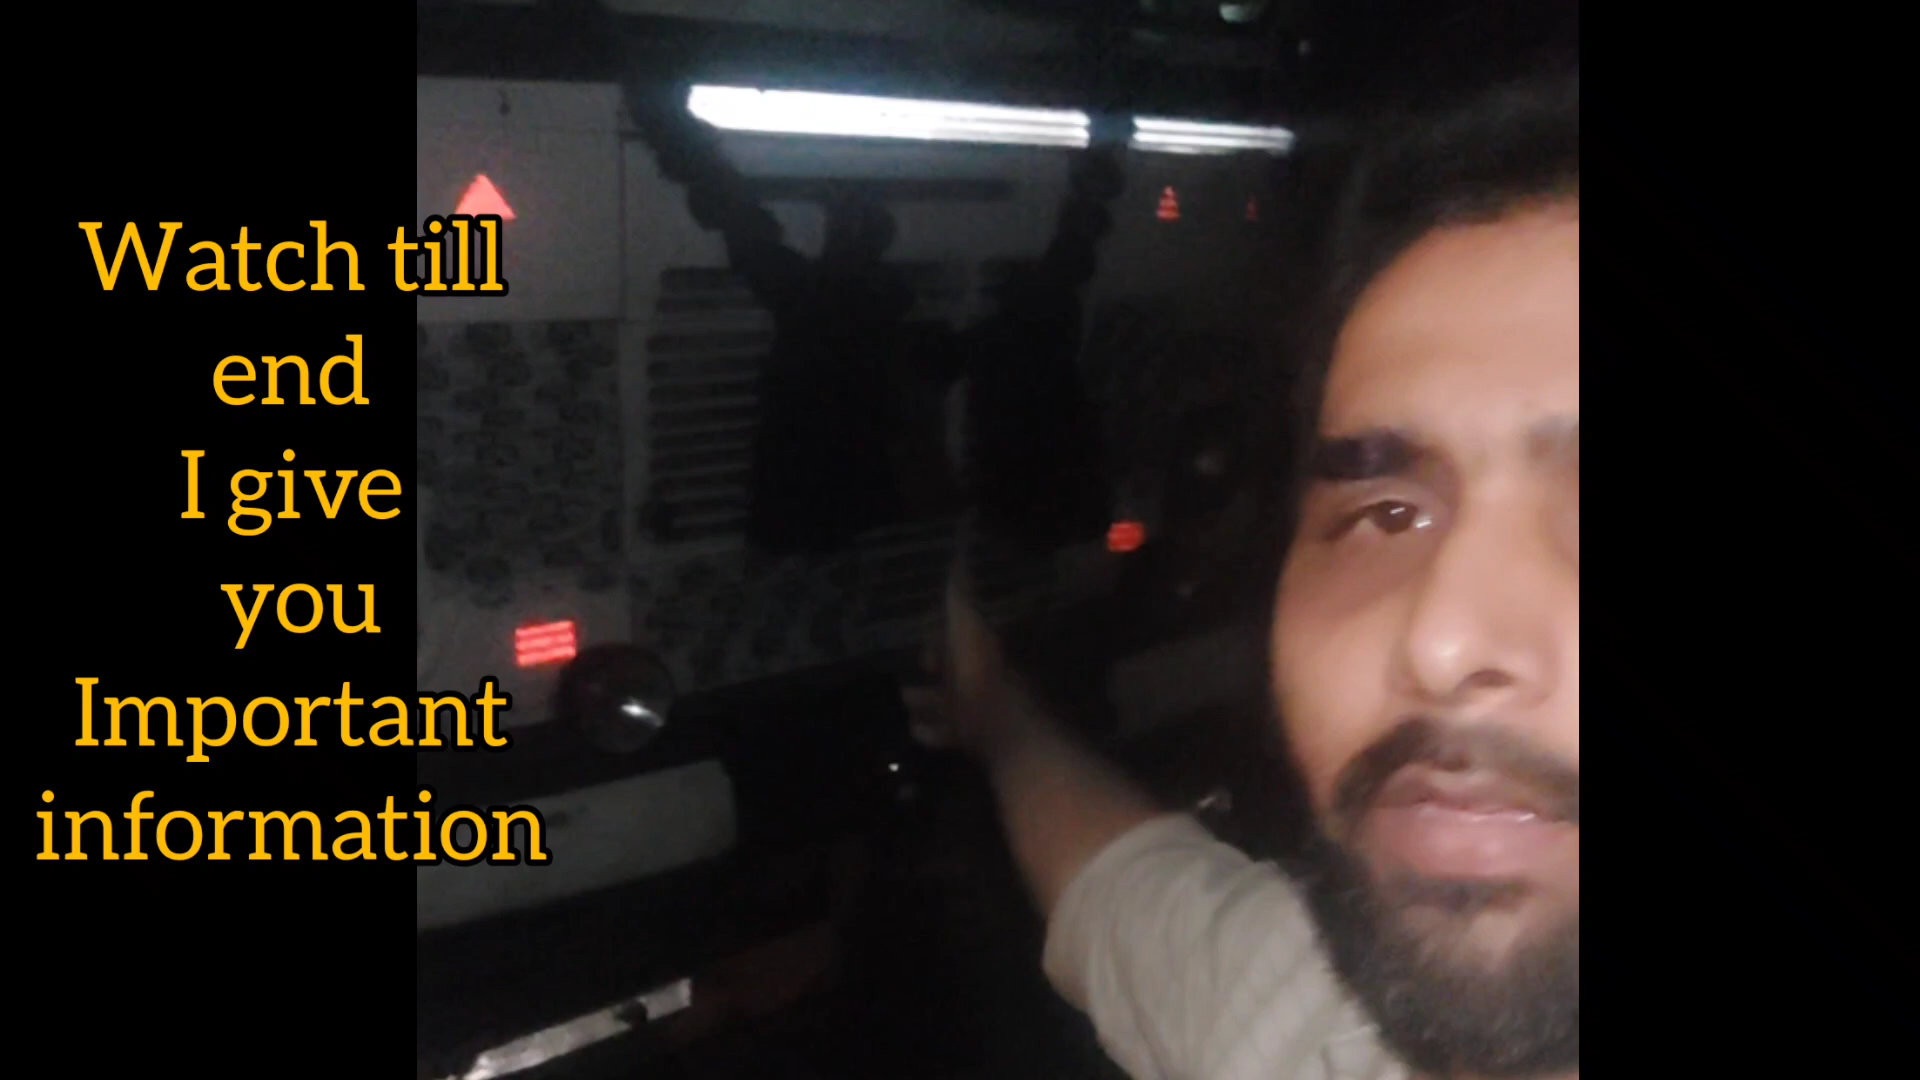 Watch till
end
I give
you
Important
information